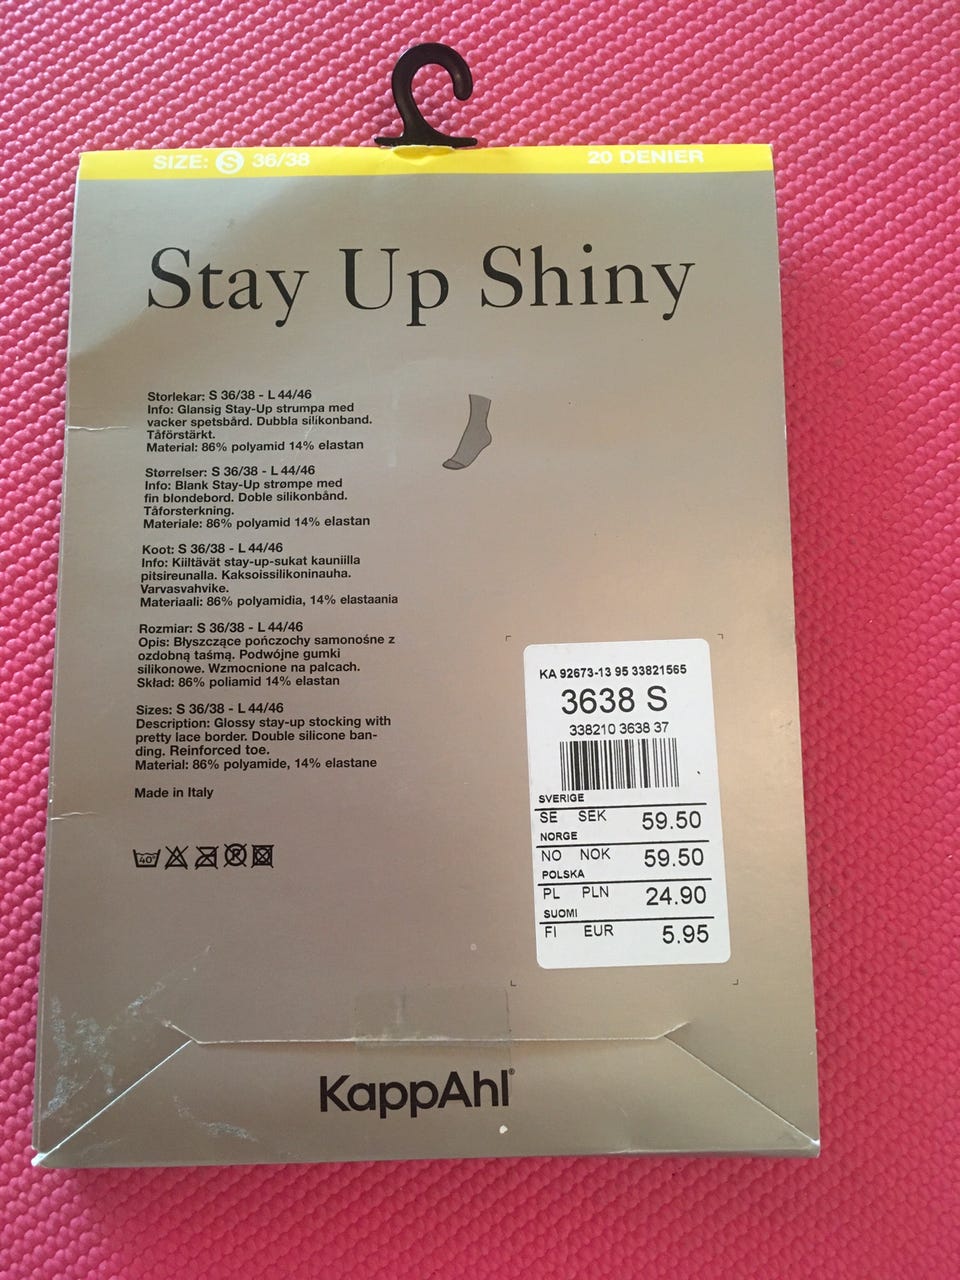 SIZE: S 36/38 20 DENIER
Stay Up Shiny
Storlekar: S 36/38 - L 44/46
Info: Glansig Stay-Up strumpa med
vacker spetsbård. Dubbla silikonband.
Tåförstärkt.
Material: 86% polyamid 14% elastan
Størrelser: S 36/38 - L 44/46
Info: Blank Stay-Up strømpe med
fin blondebord. Doble silikonbånd.
Tåforsterkning.
Materiale: 86% polyamid 14% elastan
Koot: S 36/38 - L 44/46
Info: Kiiltävät stay-up-sukat kauniilla
pitsireunalla. Kaksoissilikoninauha.
Varvasvahvike.
Materiaali: 86% polyamidia, 14% elastaania
Rozmiar: S 36/38 - L 44/46
Opis: Błyszczące pończochy samonośne z
ozdobną taśmą. Podwójne gumki
silikonowe. Wzmocnione na palcach.
Skład: 86% poliamid 14% elastan
Sizes: S 36/38 - L 44/46
Description: Glossy stay-up stocking with
pretty lace border. Double silicone ban-
ding. Reinforced toe.
Material: 86% polyamide, 14% elastane
Made in Italy
40°
KA 92673-13 95 33821565
3638 S
338210 3638 37
SVERIGE
SE SEK 59.50
NORGE
NO NOK 59.50
POLSKA
PL PLN 24.90
SUOMI
FI EUR 5.95
KappAhl®